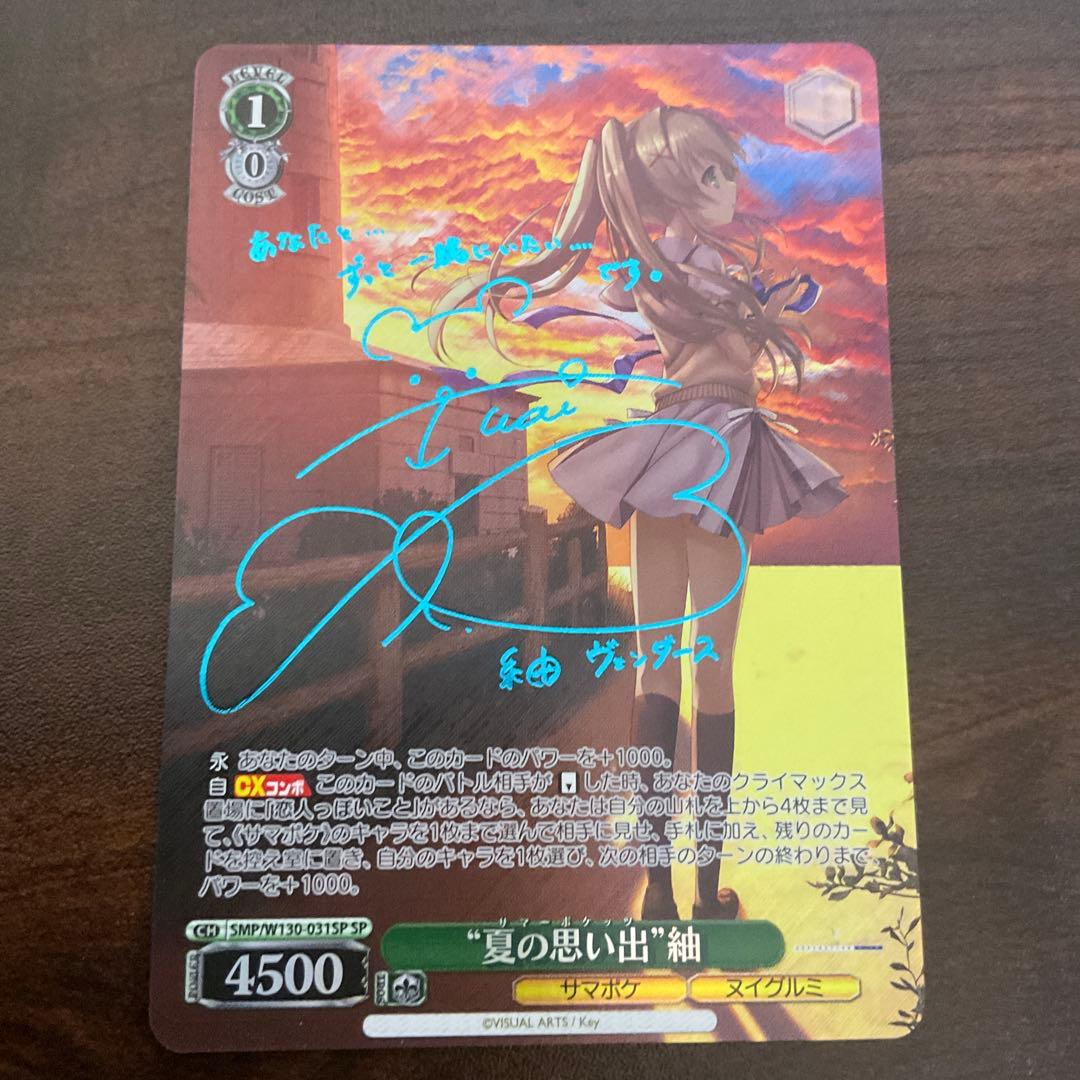 LEVEL
1
0
COST
あなたと…
ずっと一緒にいたい….
です。
紬 ヴェンダース
永 あなたのターン中、このカードのパワーを+1000。
自 CXコンボ このカードのバトル相手が した時、あなたのクライマックス
置場に「恋人っぽいこと」があるなら、あなたは自分の山札を上から4枚まで見
て、《サマポケ》のキャラを1枚まで選んで相手に見せ、手札に加え、残りのカー
ドを控え室に置き、自分のキャラを1枚選び、次の相手のターンの終わりまで
パワーを+1000。
CH SMP/W130-031SP SP
サマーポケッツ
“夏の思い出”紬
POWER 4500 SOUL
サマポケ ヌイグルミ
©VISUAL ARTS / Key